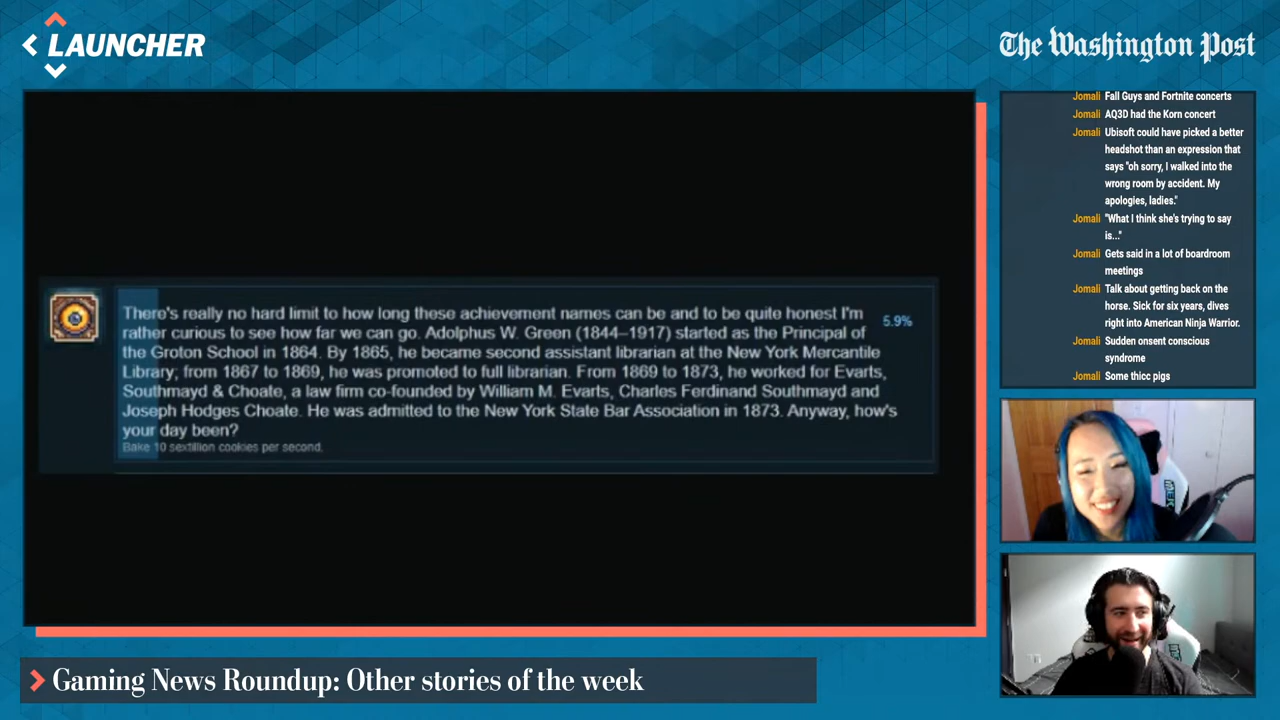 LAUNCHER
The Washington Post
There's really no hard limit to how long these achievement names can be and to be quite honest I'm
rather curious to see how far we can go. Adolphus W. Green (1844–1917) started as the Principal of
the Groton School in 1864. By 1865, he became second assistant librarian at the New York Mercantile
Library; from 1867 to 1869, he was promoted to full librarian. From 1869 to 1873, he worked for Evarts,
Southmayd & Choate, a law firm co-founded by William M. Evarts, Charles Ferdinand Southmayd and
Joseph Hodges Choate. He was admitted to the New York State Bar Association in 1873. Anyway, how's
your day been?
Bake 10 sextillion cookies per second.
5.9%
Jomali Fall Guys and Fortnite concerts
Jomali AQ3D had the Korn concert
Jomali Ubisoft could have picked a better
headshot than an expression that
says "oh sorry, I walked into the
wrong room by accident. My
apologies, ladies."
Jomali "What I think she's trying to say
is..."
Jomali Gets said in a lot of boardroom
meetings
Jomali Talk about getting back on the
horse. Sick for six years, dives
right into American Ninja Warrior.
Jomali Sudden onsent conscious
syndrome
Jomali Some thicc pigs
Gaming News Roundup: Other stories of the week